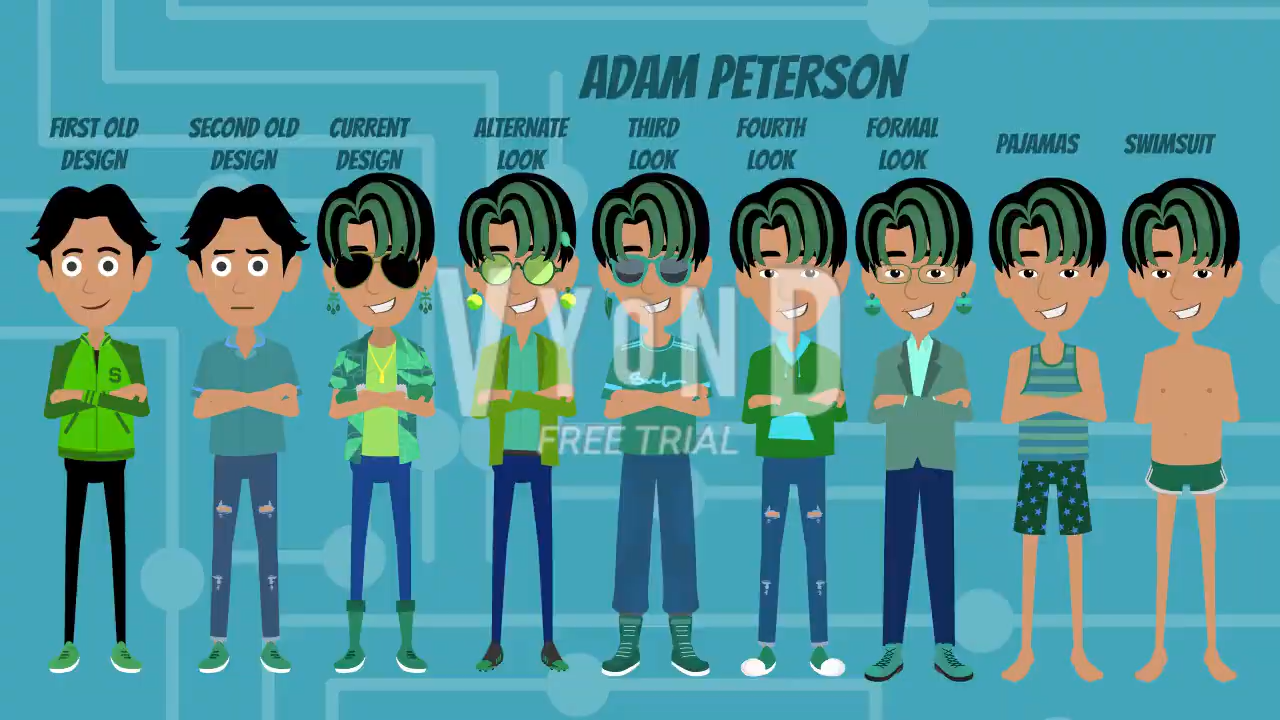 ADAM PETERSON
FIRST OLD
DESIGN
SECOND OLD
DESIGN
CURRENT
DESIGN
ALTERNATE
LOOK
THIRD
LOOK
FOURTH
LOOK
FORMAL
LOOK
PAJAMAS
SWIMSUIT
S
VYOND
FREE TRIAL